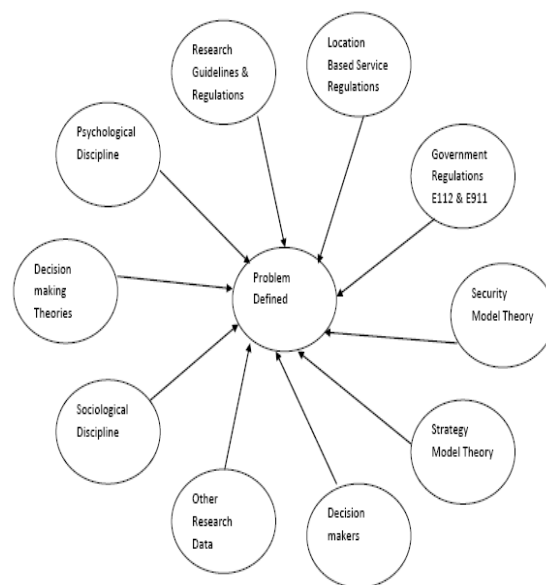 Research
Guidelines &
Regulations
Location
Based Service
Regulations
Psychological
Discipline
Government
Regulations
E112 & E911
Decision
making
Theories
Problem
Defined
Security
Model Theory
Sociological
Discipline
Strategy
Model Theory
Other
Research
Data
Decision
makers